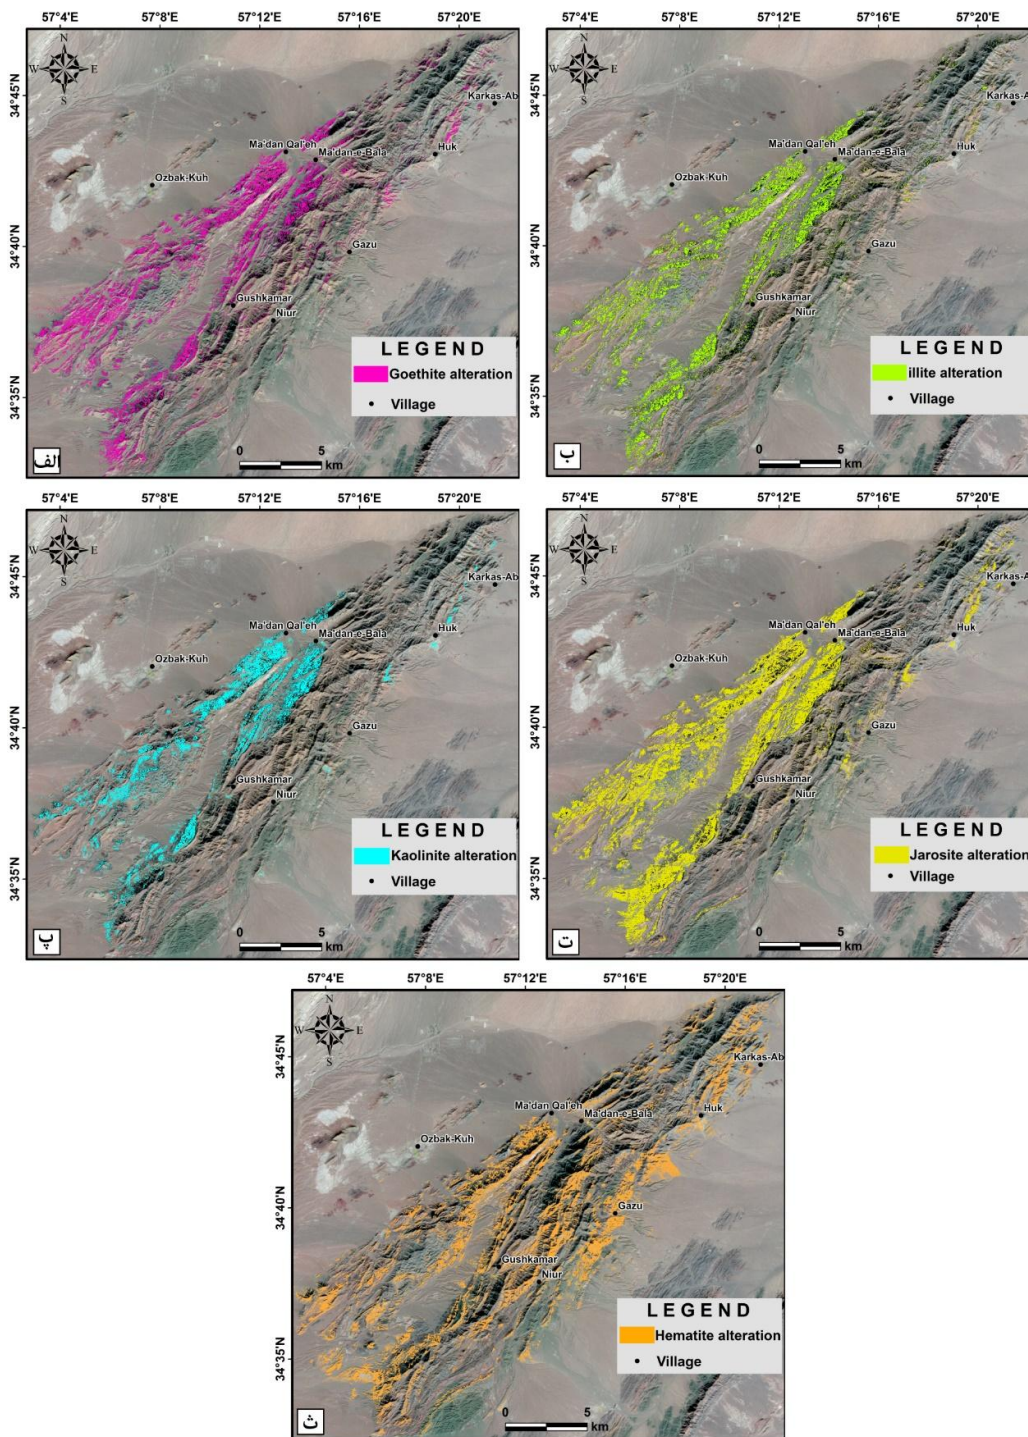 57°4'E 57°8'E 57°12'E 57°16'E 57°20'E
N
W E
S
34°45'N
34°40'N
34°35'N
Karkas-Ab
Ma'dan Qal'eh
Ma'dan-e-Bala
Huk
Ozbak-Kuh
Gazu
Gushkamar
Niur
LEGEND
Goethite alteration
Village
0 5
km
الف
57°4'E 57°8'E 57°12'E 57°16'E 57°20'E
N
W E
S
34°45'N
34°40'N
34°35'N
Karkas-A
Ma'dan Qal'eh
Ma'dan-e-Bala
Huk
Ozbak-Kuh
Gazu
Gushkamar
Niur
LEGEND
illite alteration
Village
0 5
km
ب
57°4'E 57°8'E 57°12'E 57°16'E 57°20'E
N
W E
S
34°45'N
34°40'N
34°35'N
Karkas-Ab
Ma'dan Qal'eh
Ma'dan-e-Bala
Huk
Ozbak-Kuh
Gazu
Gushkamar
Niur
LEGEND
Kaolinite alteration
Village
0 5
km
پ
57°4'E 57°8'E 57°12'E 57°16'E 57°20'E
N
W E
S
34°45'N
34°40'N
34°35'N
Karkas-A
Ma'dan Qal'eh
Ma'dan-e-Bala
Huk
Ozbak-Kuh
Gazu
Gushkamar
Niur
LEGEND
Jarosite alteration
Village
0 5
km
ت
57°4'E 57°8'E 57°12'E 57°16'E 57°20'E
N
W E
S
34°45'N
34°40'N
34°35'N
Karkas-Ab
Ma'dan Qal'eh
Ma'dan-e-Bala
Huk
Ozbak-Kuh
Gazu
Gushkamar
Niur
LEGEND
Hematite alteration
Village
0 5
km
ث